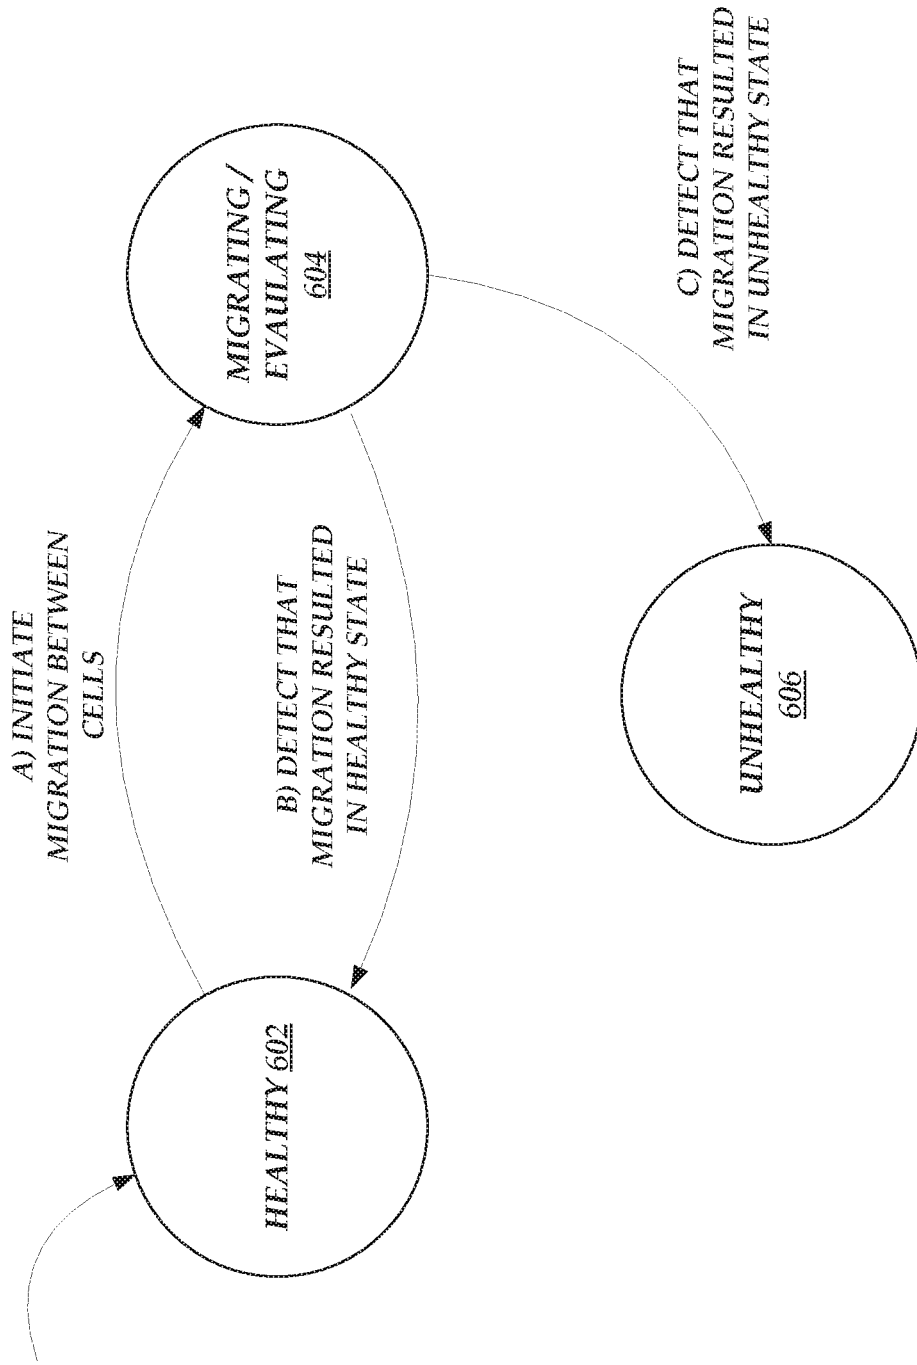 A) INITIATE
MIGRATION BETWEEN
CELLS
HEALTHY 602
B) DETECT THAT
MIGRATION RESULTED
IN HEALTHY STATE
MIGRATING/
EVAULATING
604
UNHEALTHY
606
C) DETECT THAT
MIGRATION RESULTED
IN UNHEALTHY STATE